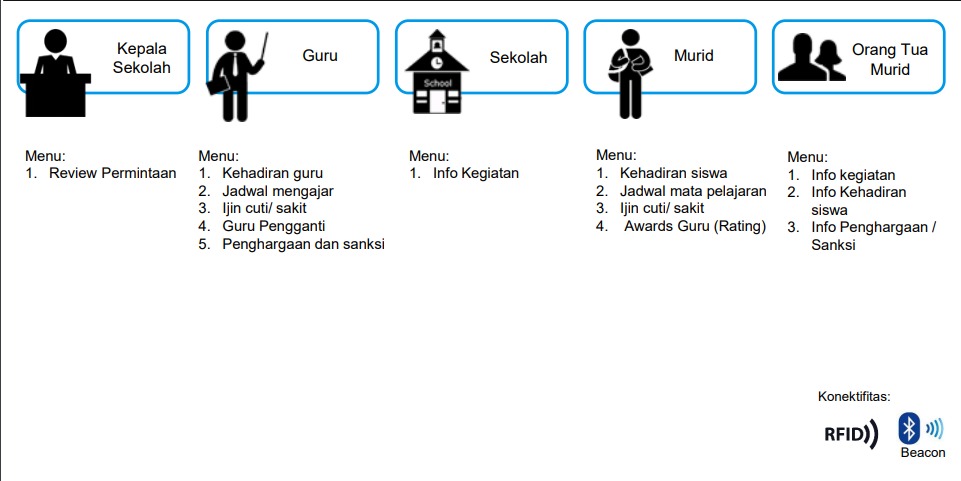 Kepala
Sekolah
Guru
Sekolah
School
Murid
Orang Tua
Murid
Menu:
1. Review Permintaan
Menu:
1. Kehadiran guru
2. Jadwal mengajar
3. Ijin cuti/ sakit
4. Guru Pengganti
5. Penghargaan dan sanksi
Menu:
1. Info Kegiatan
Menu:
1. Kehadiran siswa
2. Jadwal mata pelajaran
3. Ijin cuti/ sakit
4. Awards Guru (Rating)
Menu:
1. Info kegiatan
2. Info Kehadiran
siswa
3. Info Penghargaan /
Sanksi
Konektifitas:
RFID
Beacon